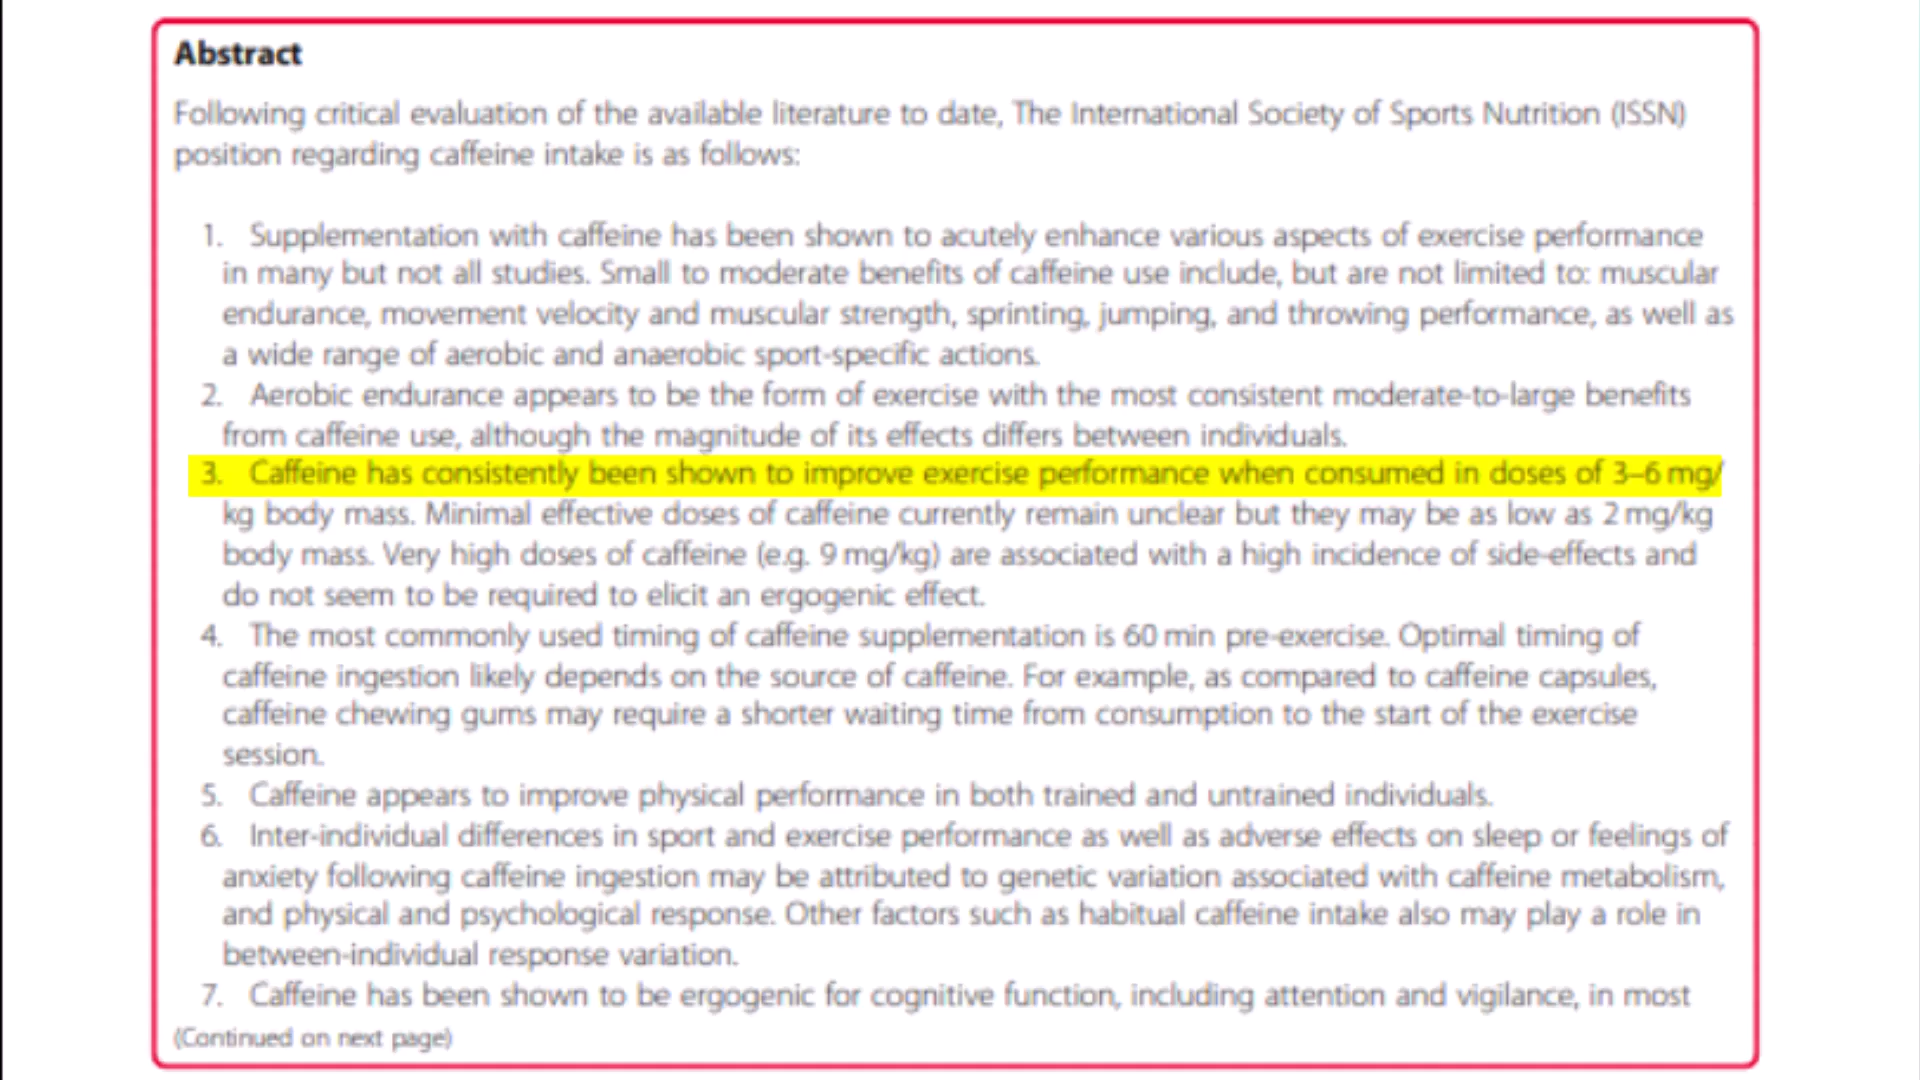 Abstract
Following critical evaluation of the available literature to date, The International Society of Sports Nutrition (ISSN)
position regarding caffeine intake is as follows:
1. Supplementation with caffeine has been shown to acutely enhance various aspects of exercise performance
in many but not all studies. Small to moderate benefits of caffeine use include, but are not limited to: muscular
endurance, movement velocity and muscular strength, sprinting, jumping, and throwing performance, as well as
a wide range of aerobic and anaerobic sport-specific actions.
2. Aerobic endurance appears to be the form of exercise with the most consistent moderate-to-large benefits
from caffeine use, although the magnitude of its effects differs between individuals.
3. Caffeine has consistently been shown to improve exercise performance when consumed in doses of 3–6 mg/
kg body mass. Minimal effective doses of caffeine currently remain unclear but they may be as low as 2 mg/kg
body mass. Very high doses of caffeine (e.g. 9 mg/kg) are associated with a high incidence of side-effects and
do not seem to be required to elicit an ergogenic effect.
4. The most commonly used timing of caffeine supplementation is 60 min pre-exercise. Optimal timing of
caffeine ingestion likely depends on the source of caffeine. For example, as compared to caffeine capsules,
caffeine chewing gums may require a shorter waiting time from consumption to the start of the exercise
session.
5. Caffeine appears to improve physical performance in both trained and untrained individuals.
6. Inter-individual differences in sport and exercise performance as well as adverse effects on sleep or feelings of
anxiety following caffeine ingestion may be attributed to genetic variation associated with caffeine metabolism,
and physical and psychological response. Other factors such as habitual caffeine intake also may play a role in
between-individual response variation.
7. Caffeine has been shown to be ergogenic for cognitive function, including attention and vigilance, in most
(Continued on next page)